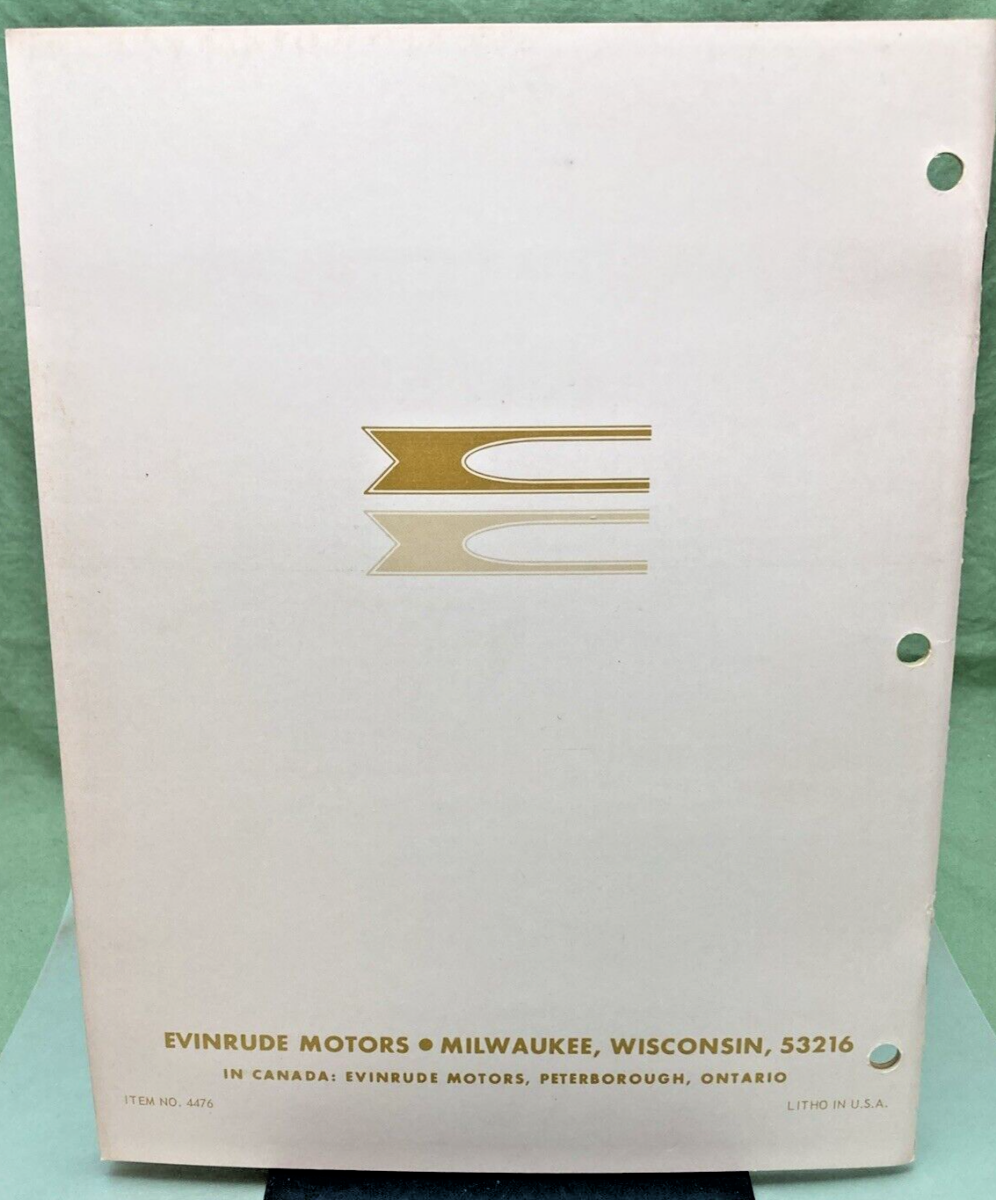 EVINRUDE MOTORS • MILWAUKEE, WISCONSIN, 53216
IN CANADA: EVINRUDE MOTORS, PETERBOROUGH, ONTARIO
ITEM NO. 4476
LITHO IN U.S.A.